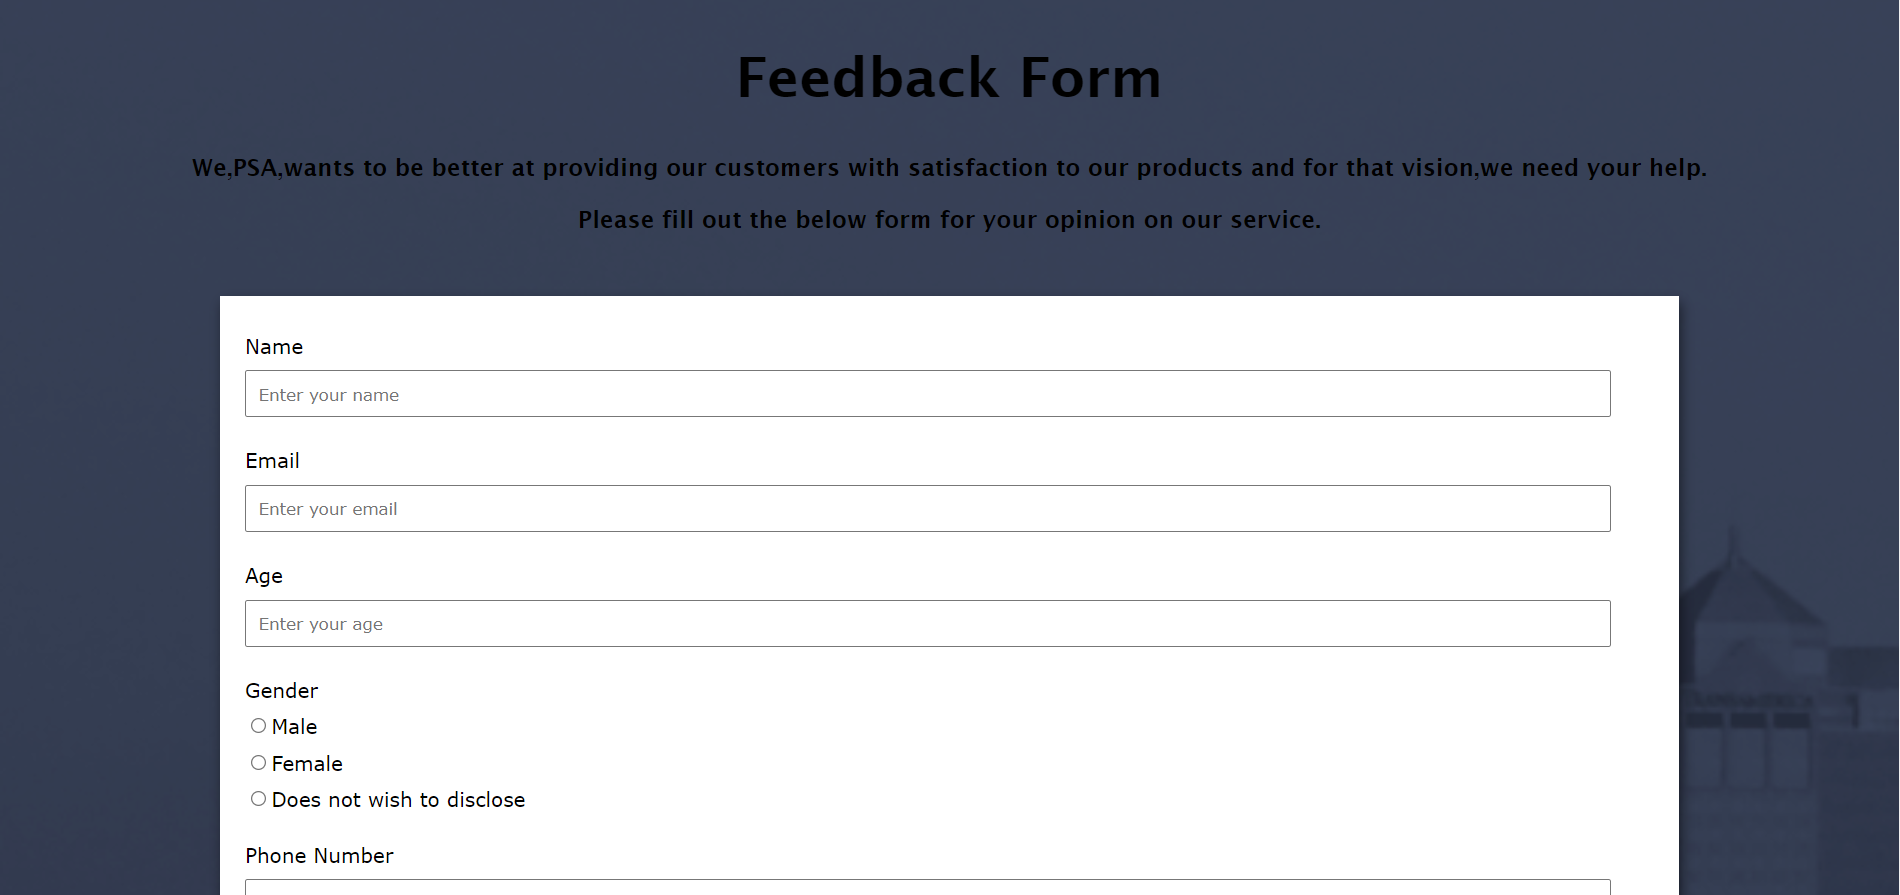 Feedback Form
We,PSA,wants to be better at providing our customers with satisfaction to our products and for that vision,we need your help.
Please fill out the below form for your opinion on our service.
Name
Enter your name
Email
Enter your email
Age
Enter your age
Gender
Male
Female
Does not wish to disclose
Phone Number